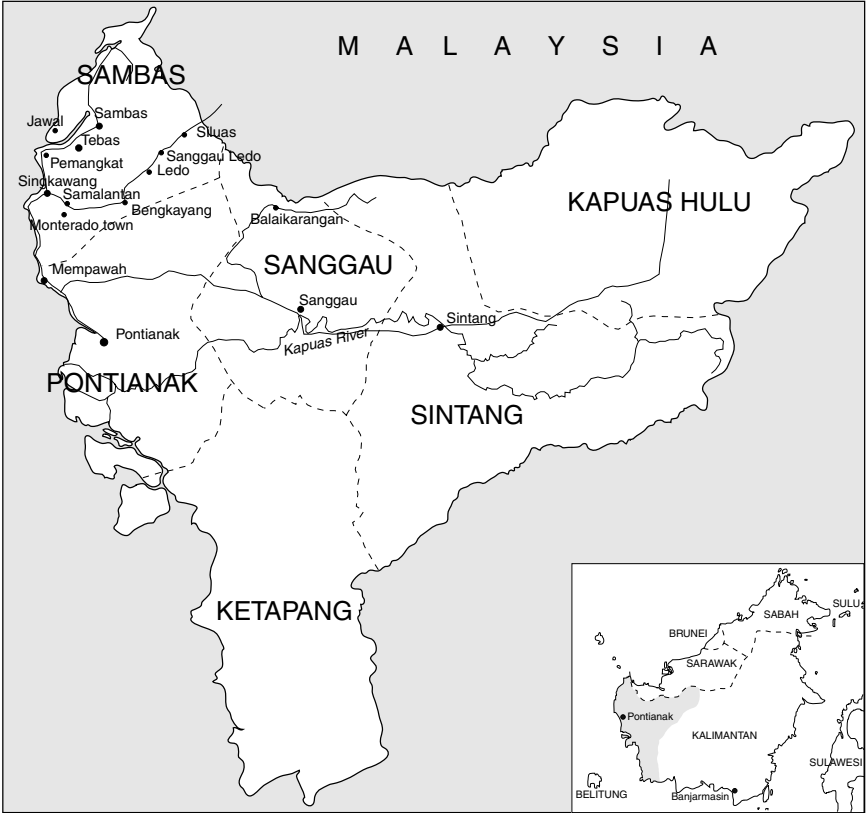 M A L A Y S I A
SAMBAS
Jawai
Sambas
Tebas
Siluas
Pemangkat
Sanggau Ledo
Ledo
Singkawang
Samalantan
Bengkayang
Monterado town
Balaikarangan
KAPUAS HULU
SANGGAU
Mempawah
Sanggau
Sintang
Pontianak
Kapuas River
PONTIANAK
SINTANG
KETAPANG
SABAH
SULU
BRUNEI
SARAWAK
Pontianak
KALIMANTAN
SULAWESI
BELITUNG
Banjarmasin